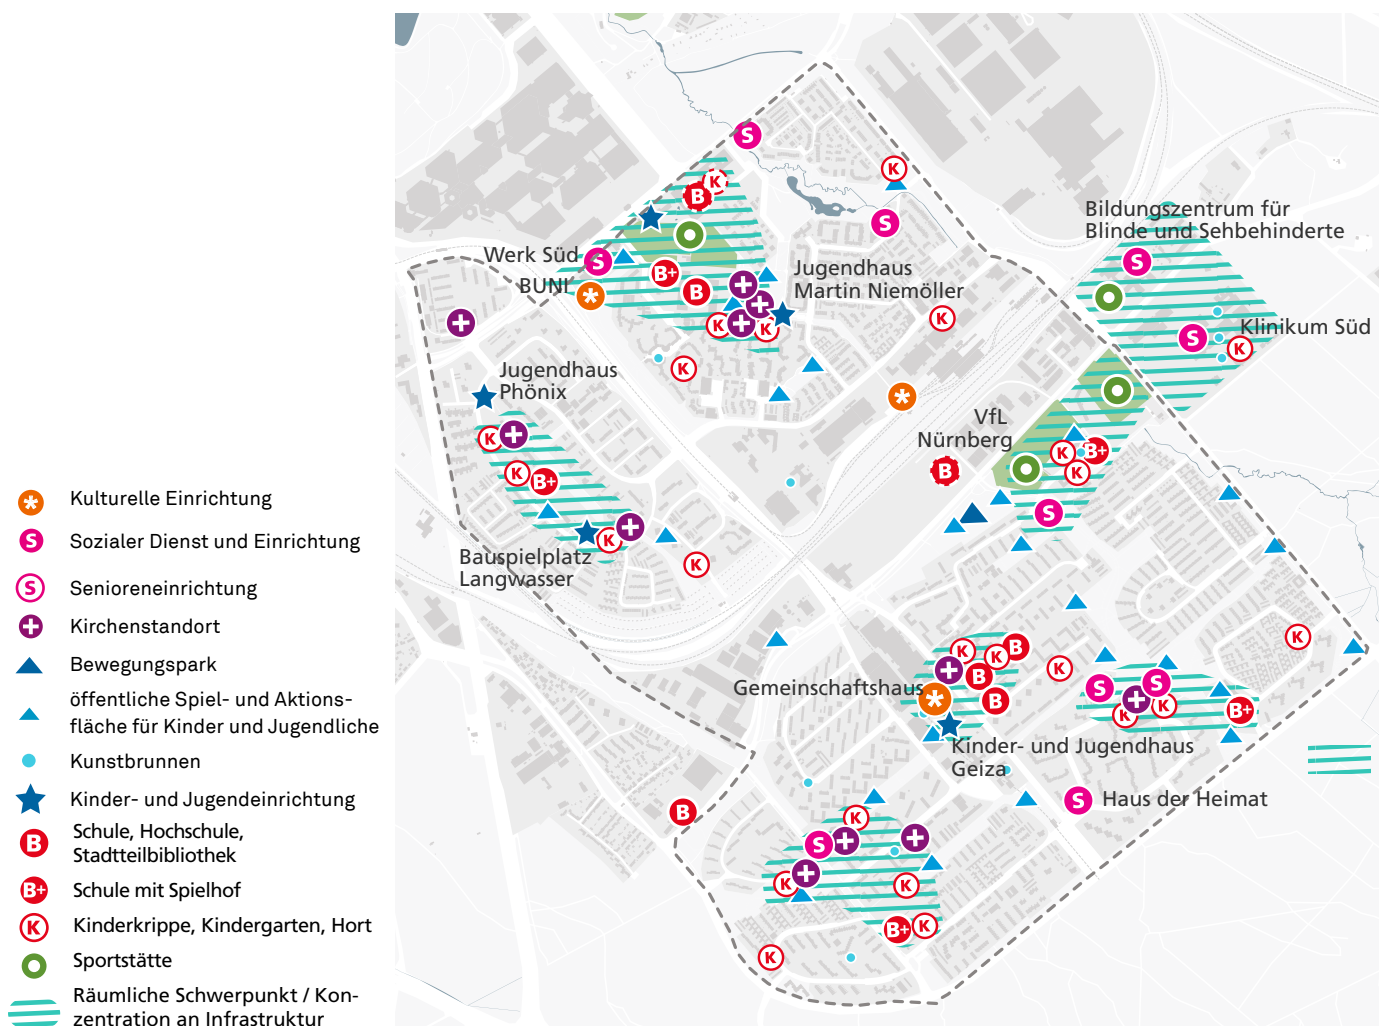 Bildungszentrum für
Blinde und Sehbehinderte
Werk Süd
BUNI
Jugendhaus
Martin Niemöller
Klinikum Süd
Jugendhaus
Phönix
VfL
Nürnberg
Bauspielplatz
Langwasser
Gemeinschaftshaus
Kinder- und Jugendhaus
Geiza
Haus der Heimat
* Kulturelle Einrichtung
S Sozialer Dienst und Einrichtung
S Senioreneinrichtung
Kirchenstandort
Bewegungspark
öffentliche Spiel- und Aktions-
fläche für Kinder und Jugendliche
Kunstbrunnen
Kinder- und Jugendeinrichtung
B Schule, Hochschule,
Stadtteilbibliothek
B+ Schule mit Spielhof
K Kinderkrippe, Kindergarten, Hort
Sportstätte
Räumliche Schwerpunkt / Kon-
zentration an Infrastruktur